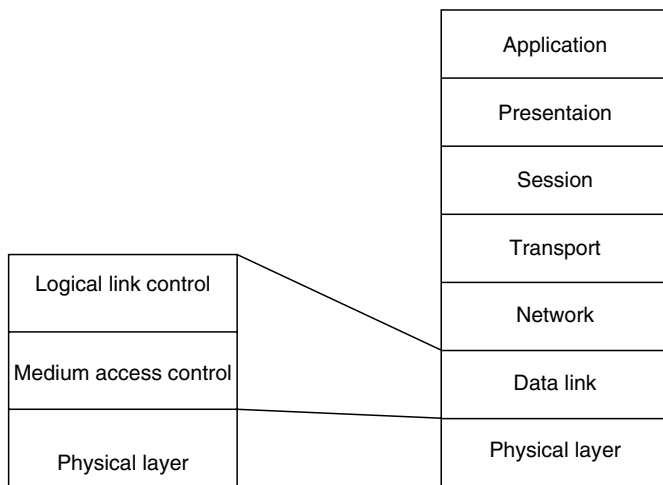 Application
Presentaion
Session
Transport
Network
Data link
Physical layer
Logical link control
Medium access control
Physical layer